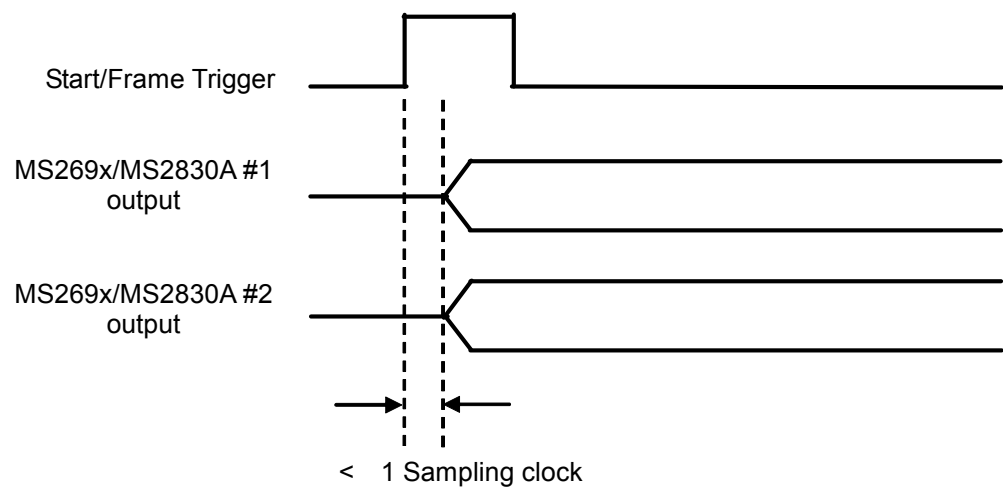 Start/Frame Trigger
MS269x/MS2830A #1
output
MS269x/MS2830A #2
output
< 1 Sampling clock